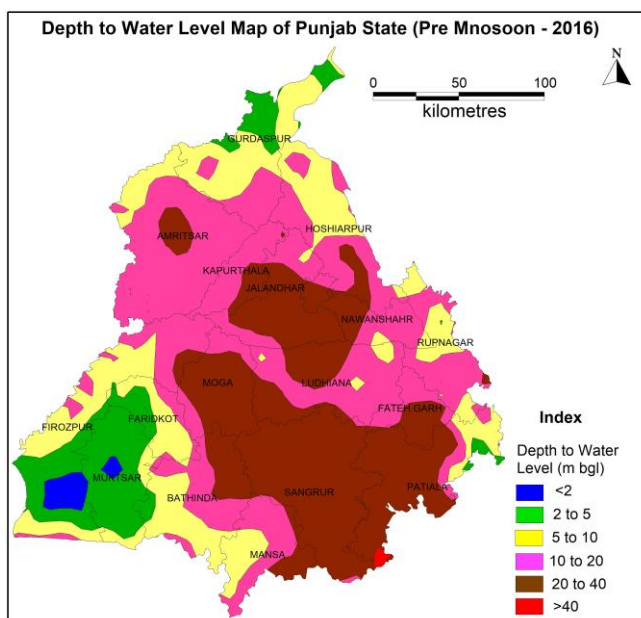 Depth to Water Level Map of Punjab State (Pre Mnosoon - 2016)
N
0 50 100
kilometres
GURDASPUR
HOSHIARPUR
AMRITSAR
KAPURTHALA
JALANDHAR
NAWANSHAHR
RUPNAGAR
MOGA
LUDHIANA
FATEH GARH
FARIDKOT
FIROZPUR
MUKTSAR
BATHINDA
SANGRUR
PATIALA
MANSA
Index
Depth to Water
Level (m bgl)
<2
2 to 5
5 to 10
10 to 20
20 to 40
>40